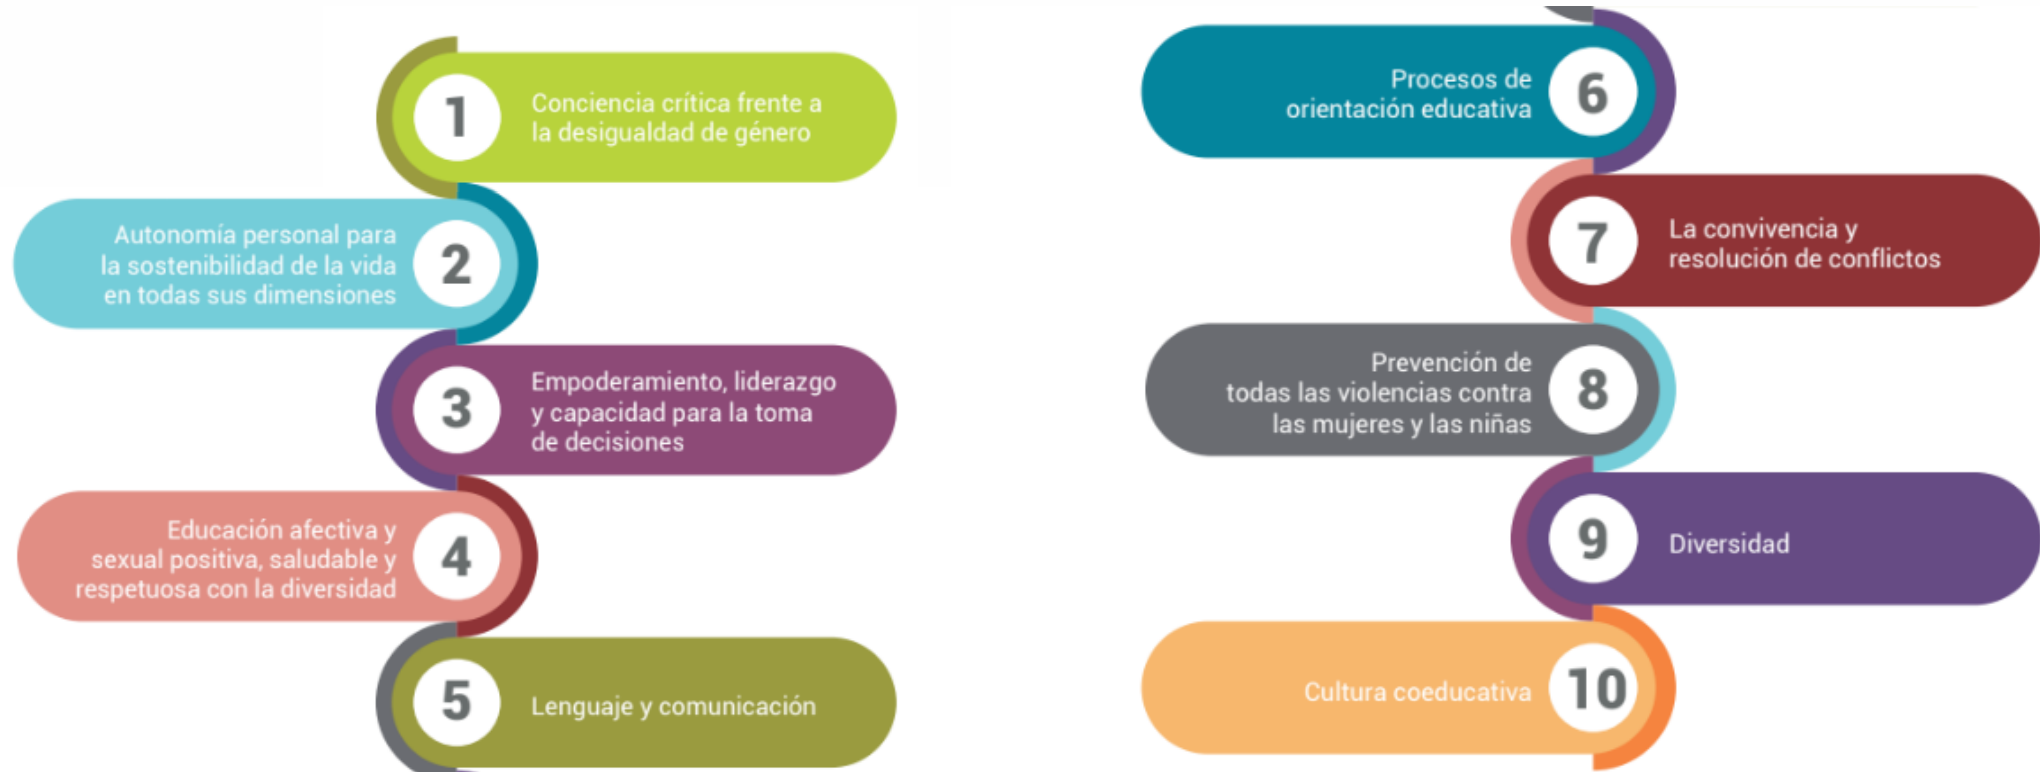 1
Conciencia crítica frente a
la desigualdad de género
2
Autonomía personal para
la sostenibilidad de la vida
en todas sus dimensiones
3
Empoderamiento, liderazgo
y capacidad para la toma
de decisiones
4
Educación afectiva y
sexual positiva, saludable y
respetuosa con la diversidad
5
Lenguaje y comunicación
6
Procesos de
orientación educativa
7
La convivencia y
resolución de conflictos
8
Prevención de
todas las violencias contra
las mujeres y las niñas
9
Diversidad
10
Cultura coeducativa